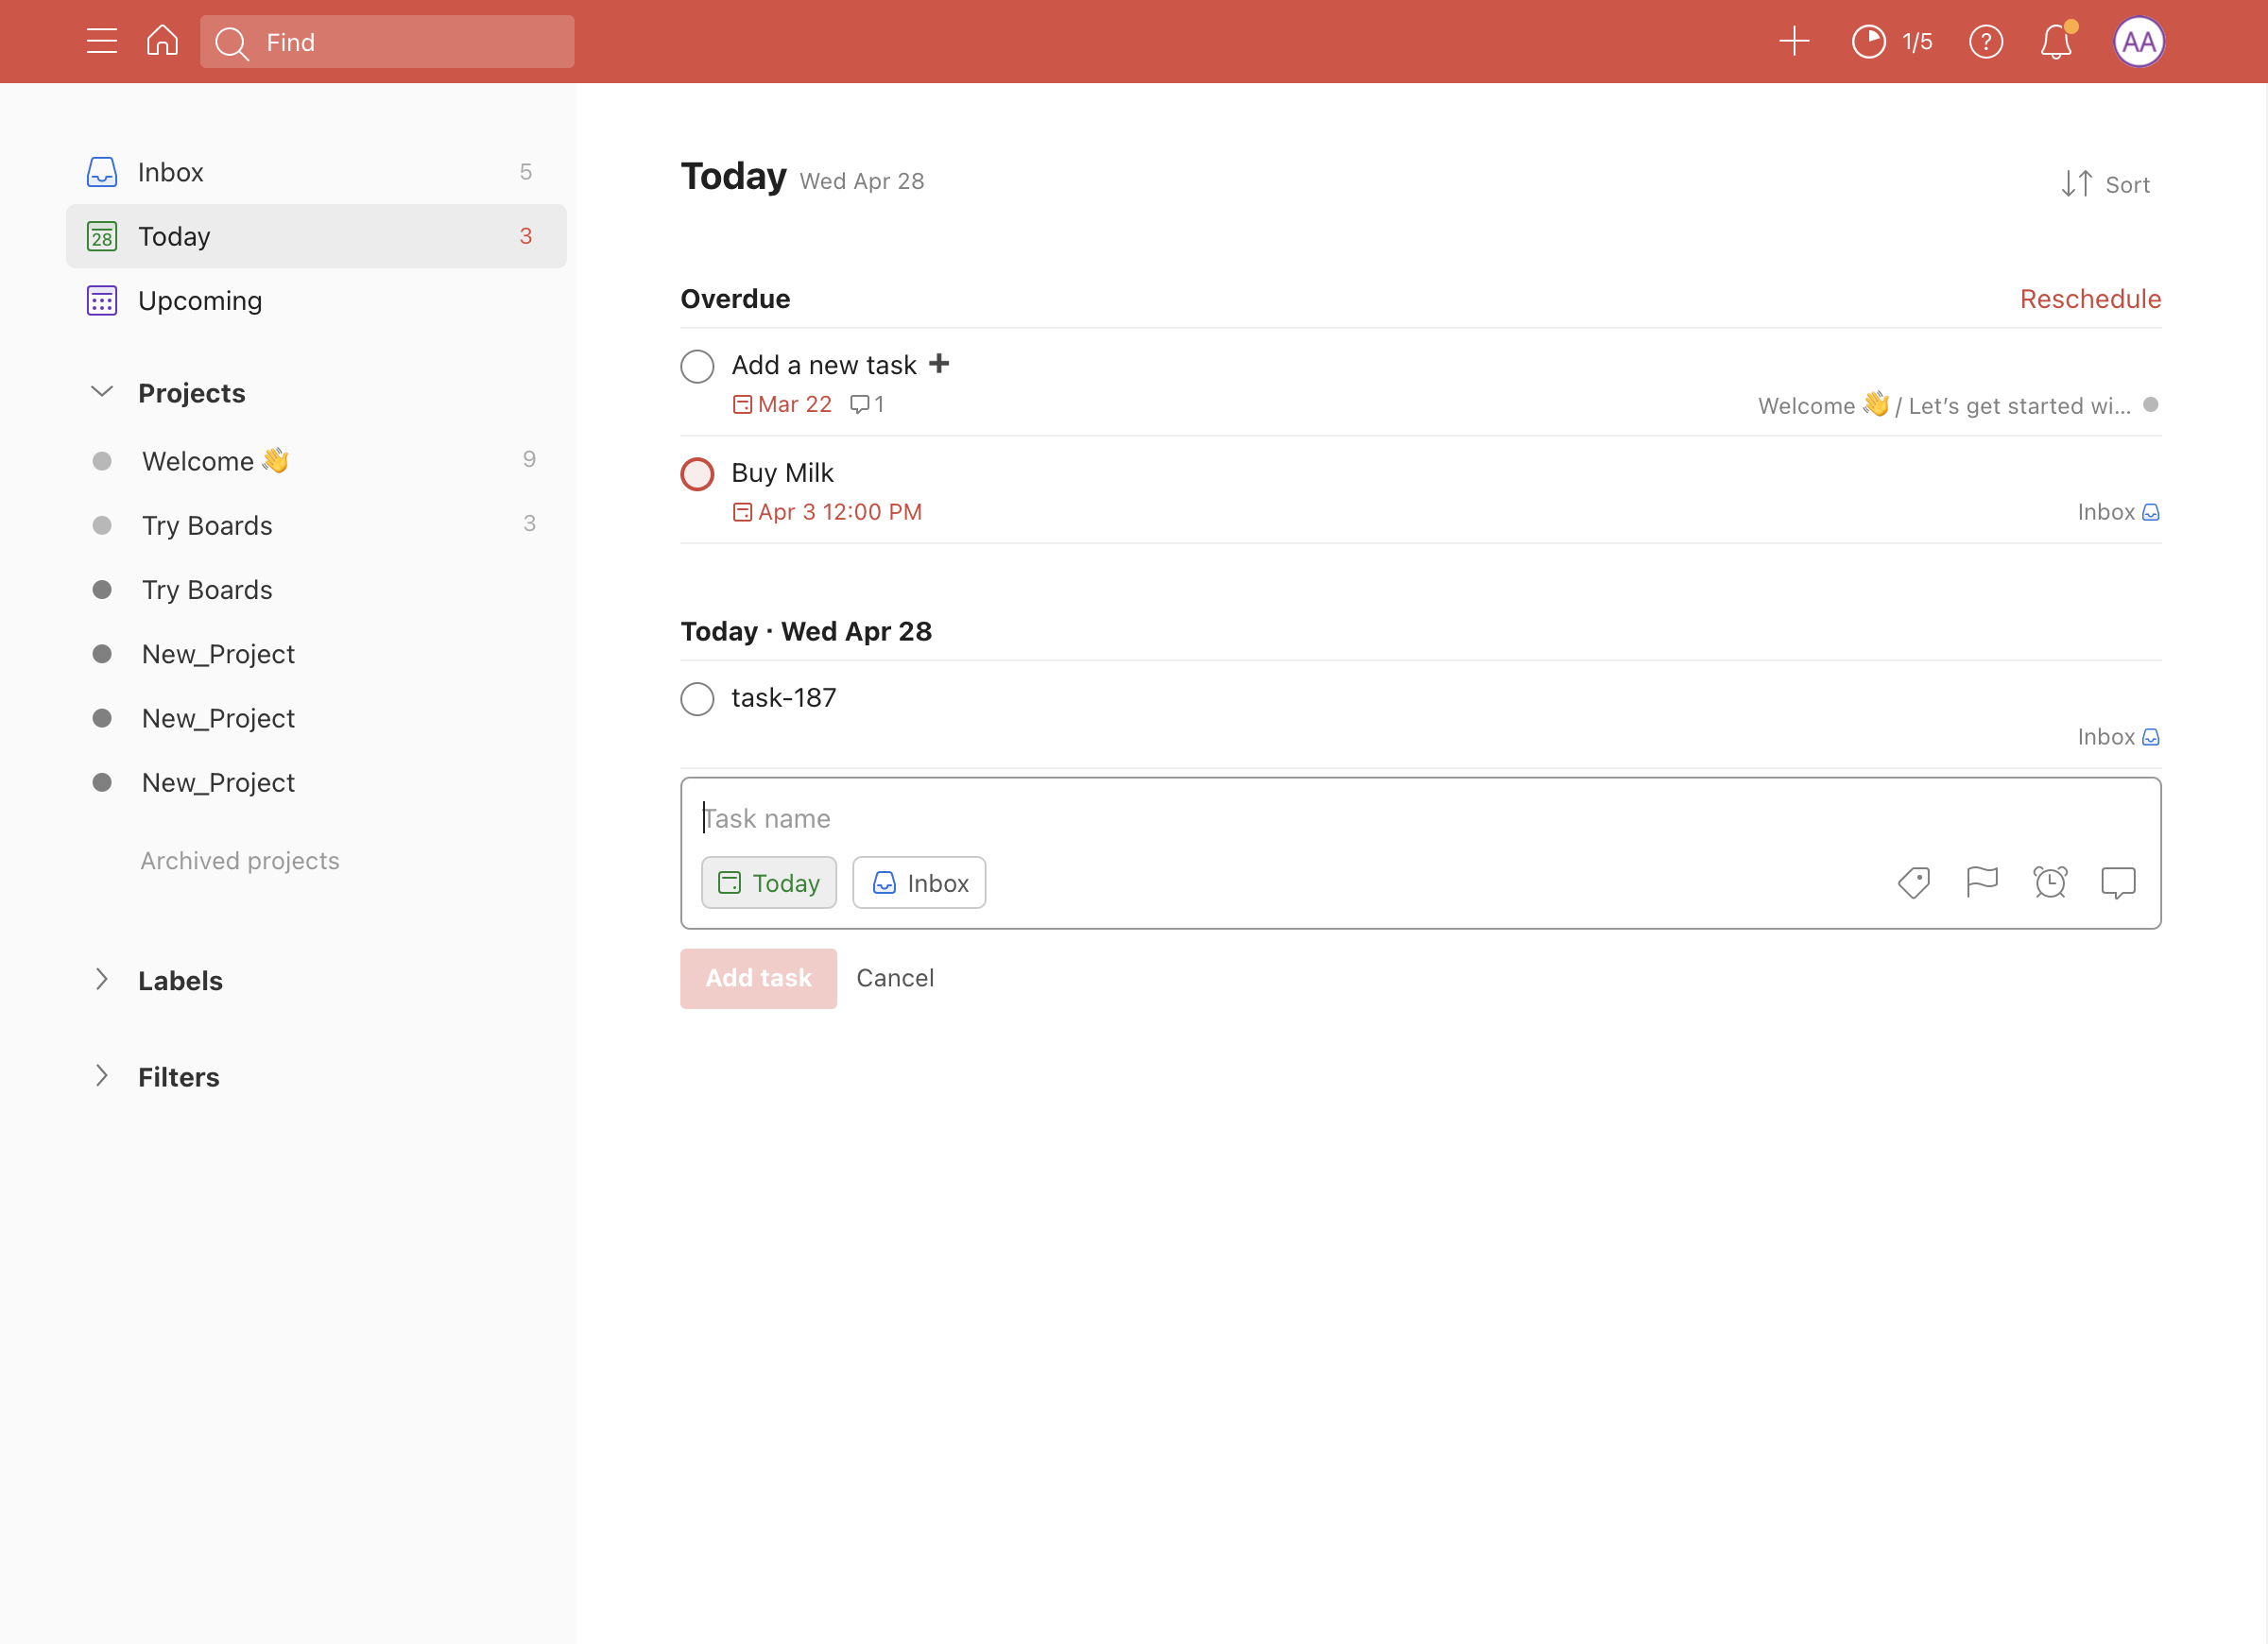 Find
1/5
?
AA
Inbox 5
28 Today 3
Upcoming
Projects
Welcome 👋 9
Try Boards 3
Try Boards
New_Project
New_Project
New_Project
Archived projects
Labels
Filters
Today Wed Apr 28
Sort
Overdue
Reschedule
Add a new task ➕
Mar 22 1
Welcome 👋 / Let’s get started wi...
Buy Milk
Apr 3 12:00 PM
Inbox
Today · Wed Apr 28
task-187
Inbox
Task name
Today Inbox
Add task Cancel